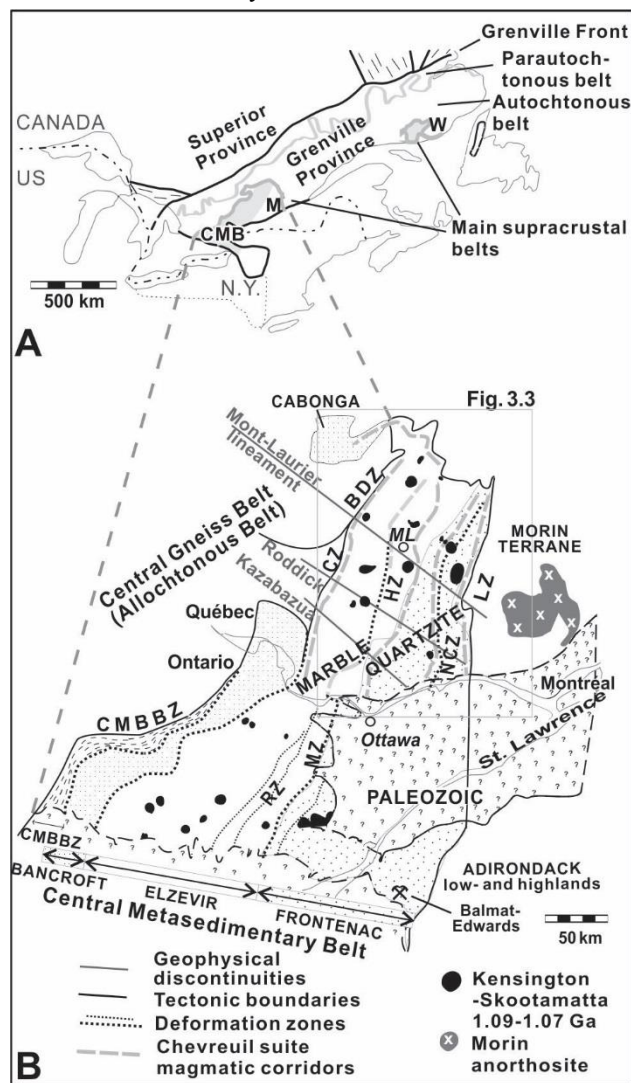 Grenville Front
Parautoch-
tonous belt
Autochtonous
belt
CANADA
US
Superior
Province
Grenville
Province
W
M
CMB
Main supracrustal
belts
500 km
N.Y.
A
Fig. 3.3
CABONGA
Mont-Laurier
lineament
BDZ
Central Gneiss Belt
(Allochtonous Belt)
CZ
ML
HZ
LZ
MORIN
TERRANE
X X X X X X
Roddick
Kazabazua
Québec
Ontario
MARBLE
QUARTZITE
NCZ
Montréal
CMBBZ
Ottawa
St. Lawrence
MZ
RZ
PALEOZOIC
CMBBZ
BANCROFT
ELZEVIR
FRONTENAC
Central Metasedimentary Belt
ADIRONDACK
low- and highlands
Balmat-
Edwards
50 km
Geophysical
discontinuities
Tectonic boundaries
Deformation zones
Chevreuil suite
magmatic corridors
Kensington
-Skootamatta
1.09-1.07 Ga
X Morin
anorthosite
B